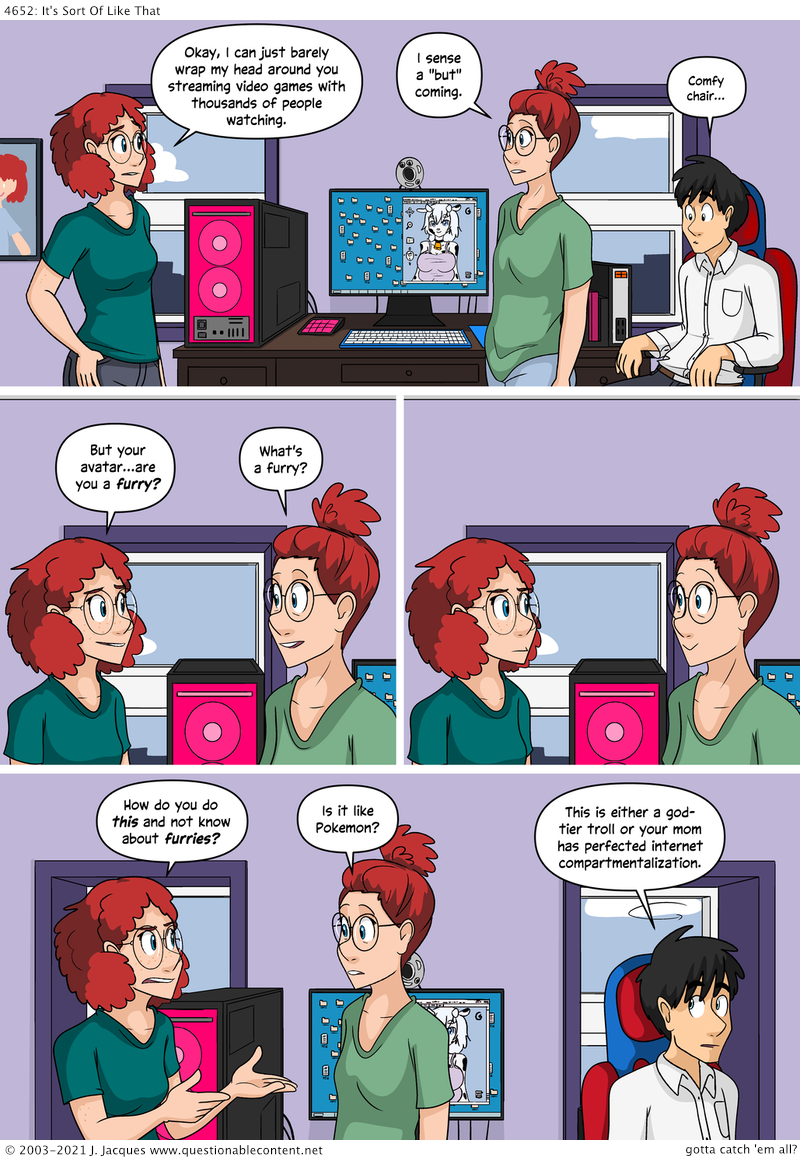 4652: It's Sort Of Like That
Okay, I can just barely
wrap my head around you
streaming video games with
thousands of people
watching.
I sense
a "but"
coming.
Comfy
chair...
But your
avatar...are
you a furry?
What's
a furry?
How do you do
this and not know
about furries?
Is it like
Pokemon?
This is either a god-
tier troll or your mom
has perfected internet
compartmentalization.
© 2003-2021 J. Jacques www.questionablecontent.net
gotta catch 'em all?